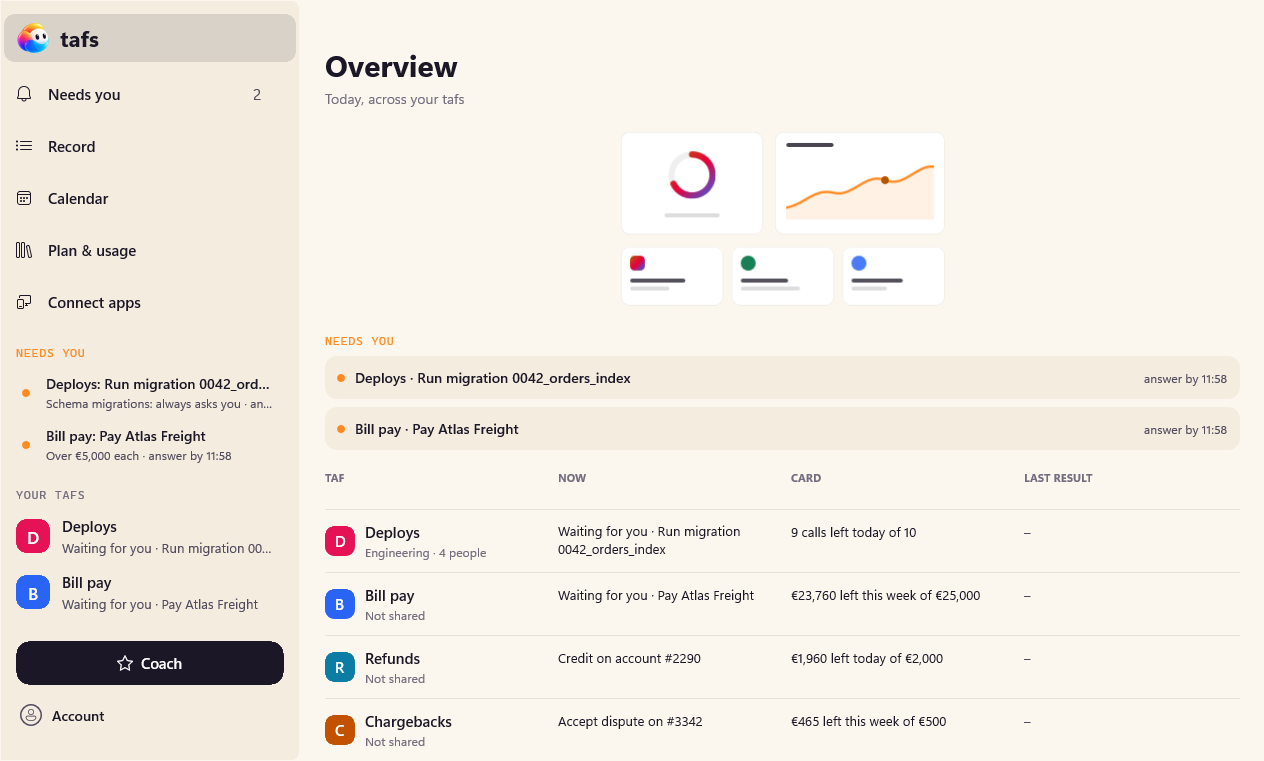 tafs
Needs you 2
Record
Calendar
Plan & usage
Connect apps
NEEDS YOU
Deploys: Run migration 0042_ord...
Schema migrations: always asks you · an...
Bill pay: Pay Atlas Freight
Over €5,000 each · answer by 11:58
YOUR TAFS
D
Deploys
Waiting for you · Run migration 00...
B
Bill pay
Waiting for you · Pay Atlas Freight
Coach
Account
Overview
Today, across your tafs
NEEDS YOU
Deploys · Run migration 0042_orders_index answer by 11:58
Bill pay · Pay Atlas Freight answer by 11:58
TAF NOW CARD LAST RESULT
D
Deploys
Engineering · 4 people
Waiting for you · Run migration
0042_orders_index
9 calls left today of 10
–
B
Bill pay
Not shared
Waiting for you · Pay Atlas Freight
€23,760 left this week of €25,000
–
R
Refunds
Not shared
Credit on account #2290
€1,960 left today of €2,000
–
C
Chargebacks
Not shared
Accept dispute on #3342
€465 left this week of €500
–